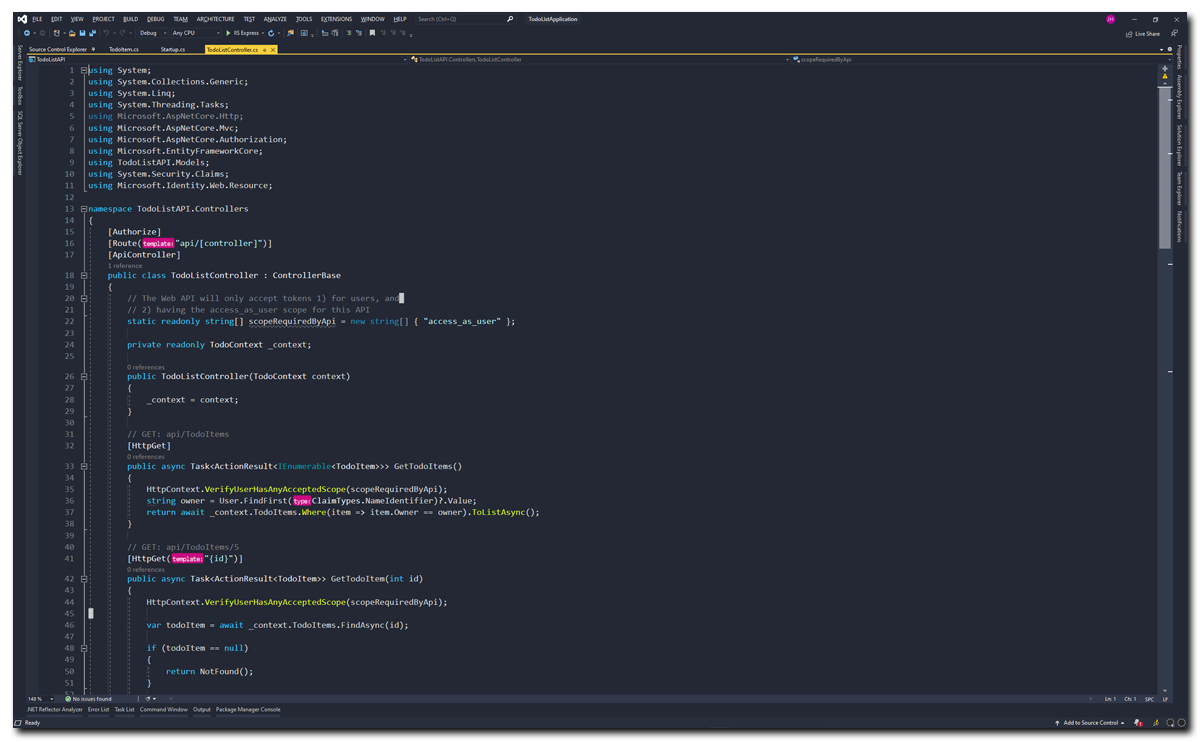 FILE EDIT VIEW PROJECT BUILD DEBUG TEAM ARCHITECTURE TEST ANALYZE TOOLS EXTENSIONS WINDOW HELP Search (Ctrl+Q) TodoListApplication JH
Debug Any CPU IIS Express Live Share
Source Control Explorer TodoItem.cs Startup.cs TodoListController.cs
TodoListAPI TodoListAPI.Controllers.TodoListController scopeRequiredByApi
Server Explorer
Toolbox
SQL Server Object Explorer
Properties
Assembly Explorer
Solution Explorer
Team Explorer
Notifications
1 using System;
2 using System.Collections.Generic;
3 using System.Linq;
4 using System.Threading.Tasks;
5 using Microsoft.AspNetCore.Http;
6 using Microsoft.AspNetCore.Mvc;
7 using Microsoft.AspNetCore.Authorization;
8 using Microsoft.EntityFrameworkCore;
9 using TodoListAPI.Models;
10 using System.Security.Claims;
11 using Microsoft.Identity.Web.Resource;
12
13 namespace TodoListAPI.Controllers
14 {
15 [Authorize]
16 [Route(template:"api/[controller]")]
17 [ApiController]
1 reference
18 public class TodoListController : ControllerBase
19 {
20 // The Web API will only accept tokens 1) for users, and
21 // 2) having the access_as_user scope for this API
22 static readonly string[] scopeRequiredByApi = new string[] { "access_as_user" };
23
24 private readonly TodoContext _context;
25
0 references
26 public TodoListController(TodoContext context)
27 {
28 _context = context;
29 }
30
31 // GET: api/TodoItems
32 [HttpGet]
0 references
33 public async Task<ActionResult<IEnumerable<TodoItem>>> GetTodoItems()
34 {
35 HttpContext.VerifyUserHasAnyAcceptedScope(scopeRequiredByApi);
36 string owner = User.FindFirst(type:ClaimTypes.NameIdentifier)?.Value;
37 return await _context.TodoItems.Where(item => item.Owner == owner).ToListAsync();
38 }
39
40 // GET: api/TodoItems/5
41 [HttpGet(template:"{id}")]
0 references
42 public async Task<ActionResult<TodoItem>> GetTodoItem(int id)
43 {
44 HttpContext.VerifyUserHasAnyAcceptedScope(scopeRequiredByApi);
45
46 var todoItem = await _context.TodoItems.FindAsync(id);
47
48 if (todoItem == null)
49 {
50 return NotFound();
51 }
52
148 % No issues found Ln: 1 Ch: 1 SPC LF
.NET Reflector Analyzer Error List Task List Command Window Output Package Manager Console
Ready Add to Source Control 1